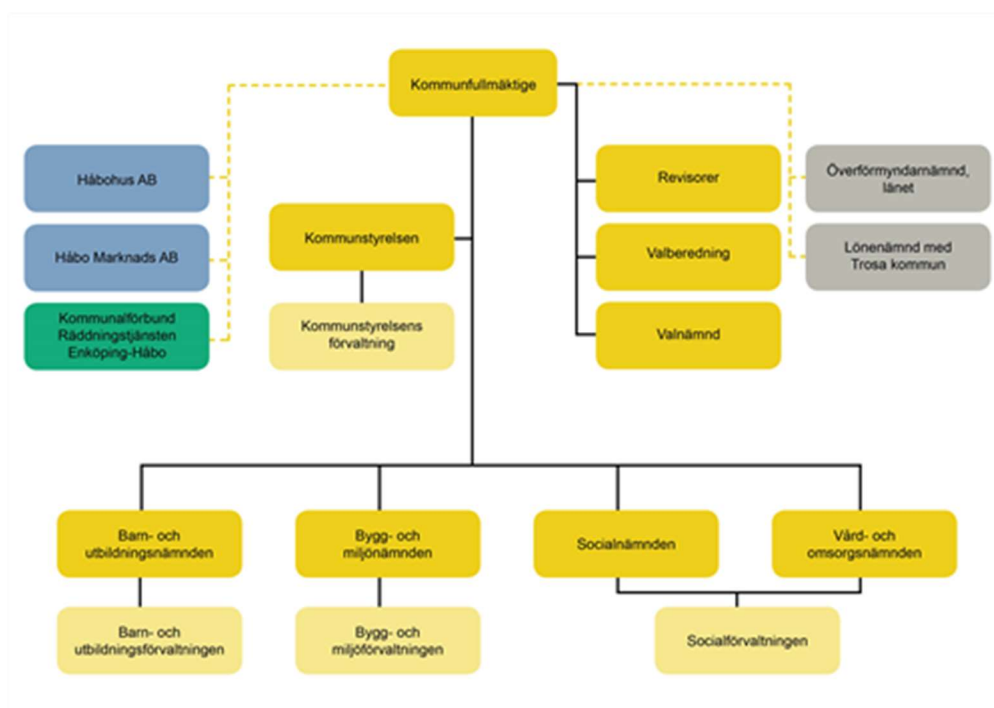 Kommunfullmäktige
Håbohus AB
Revisorer
Överförmyndarnämnd,
länet
Kommunstyrelsen
Håbo Marknads AB
Valberedning
Lönenämnd med
Trosa kommun
Kommunalförbund
Räddningstjänsten
Enköping-Håbo
Kommunstyrelsens
förvaltning
Valnämnd
Barn- och
utbildningsnämnden
Bygg- och
miljönämnden
Socialnämnden
Vård- och
omsorgsnämnden
Barn- och
utbildningsförvaltningen
Bygg- och
miljöförvaltningen
Socialförvaltningen